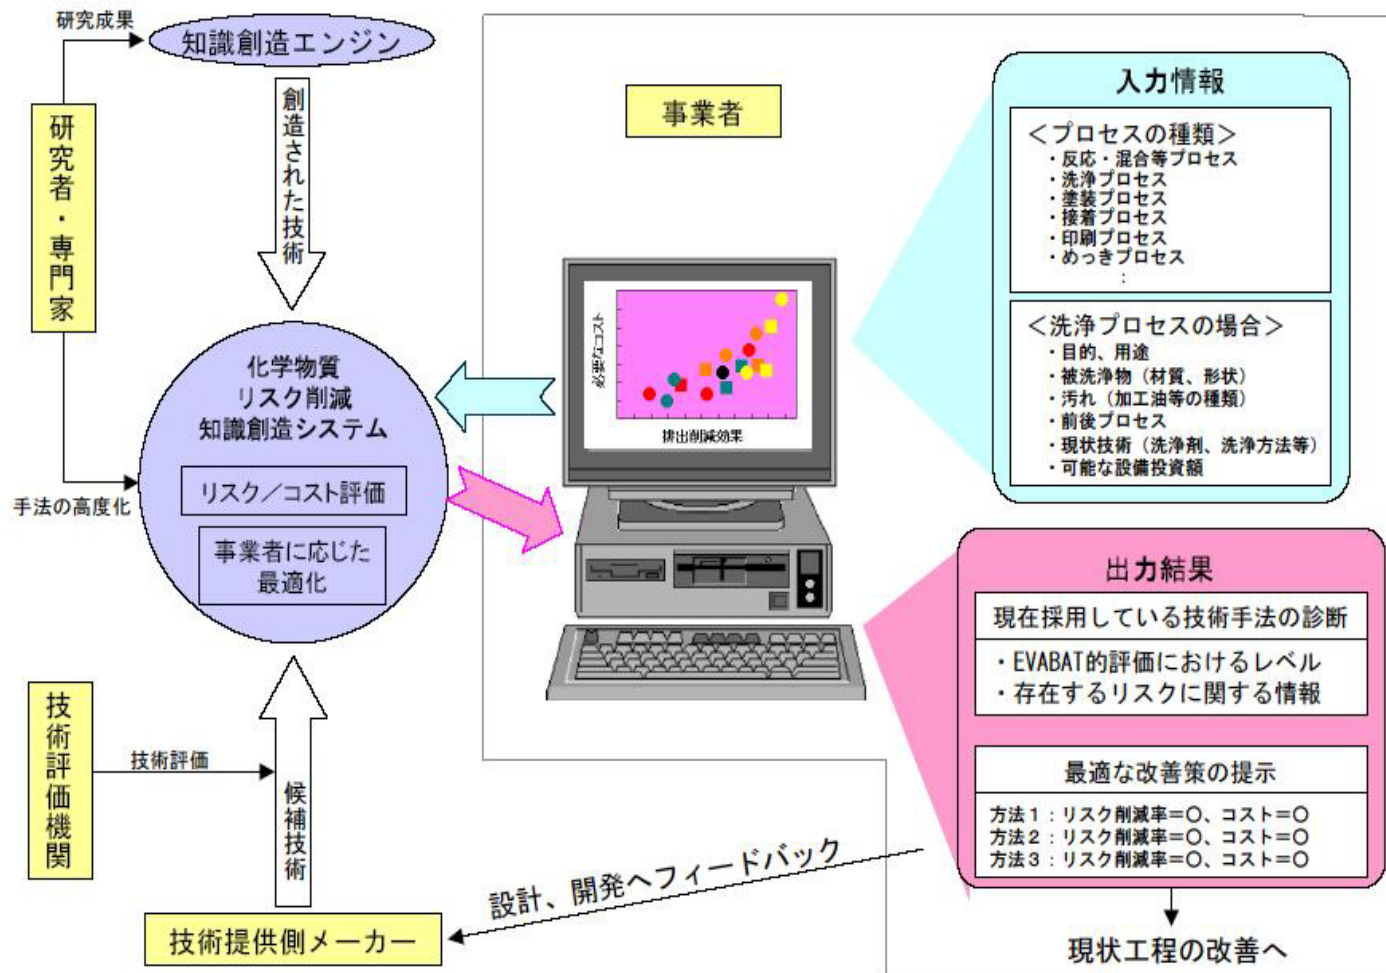 研究成果
知識創造エンジン
研究者・専門家
創造された技術
手法の高度化
化学物質
リスク削減
知識創造システム
リスク／コスト評価
事業者に応じた
最適化
技術評価機関
技術評価
候補技術
技術提供側メーカー
事業者
必要なコスト
排出削減効果
入力情報
＜プロセスの種類＞
・反応・混合等プロセス
・洗浄プロセス
・塗装プロセス
・接着プロセス
・印刷プロセス
・めっきプロセス
：
＜洗浄プロセスの場合＞
・目的、用途
・被洗浄物（材質、形状）
・汚れ（加工油等の種類）
・前後プロセス
・現状技術（洗浄剤、洗浄方法等）
・可能な設備投資額
出力結果
現在採用している技術手法の診断
・EVABAT的評価におけるレベル
・存在するリスクに関する情報
最適な改善策の提示
方法１：リスク削減率＝〇、コスト＝〇
方法２：リスク削減率＝〇、コスト＝〇
方法３：リスク削減率＝〇、コスト＝〇
設計、開発へフィードバック
現状工程の改善へ